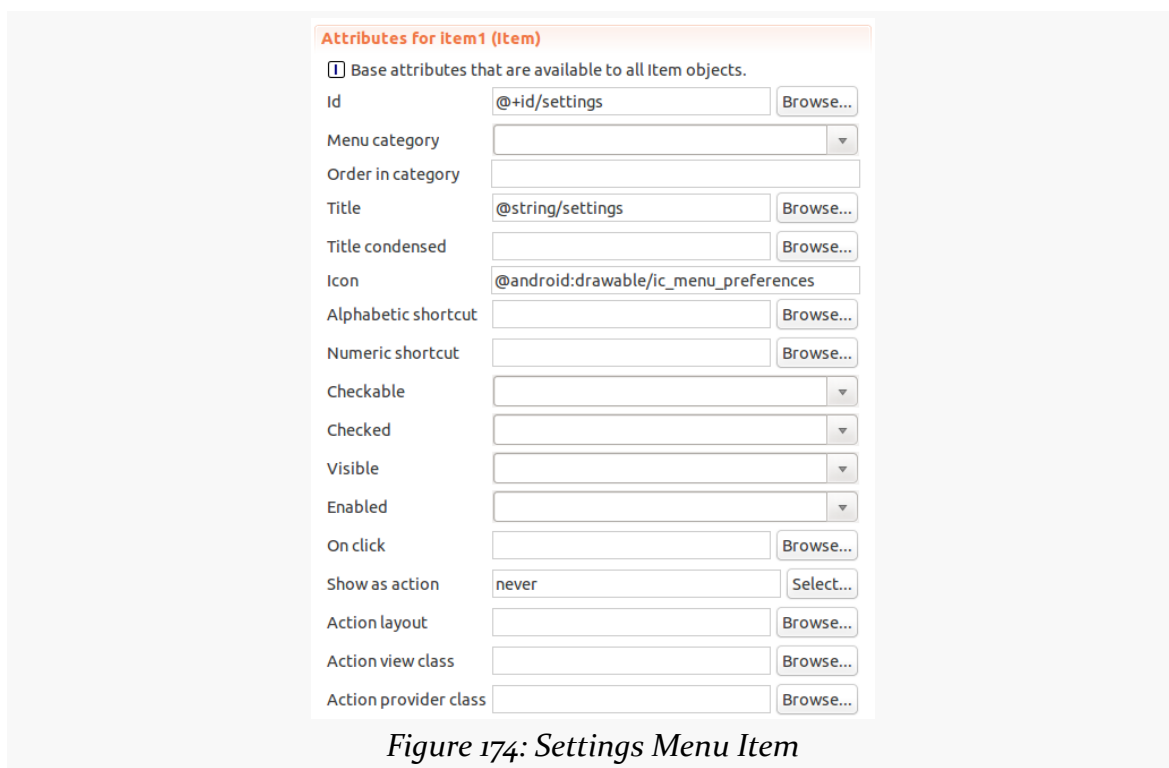 Attributes for item1 (Item)
I Base attributes that are available to all Item objects.
Id @+id/settings Browse...
Menu category
Order in category
Title @string/settings Browse...
Title condensed Browse...
Icon @android:drawable/ic_menu_preferences
Alphabetic shortcut Browse...
Numeric shortcut Browse...
Checkable
Checked
Visible
Enabled
On click Browse...
Show as action never Select...
Action layout Browse...
Action view class Browse...
Action provider class Browse...
Figure 174: Settings Menu Item